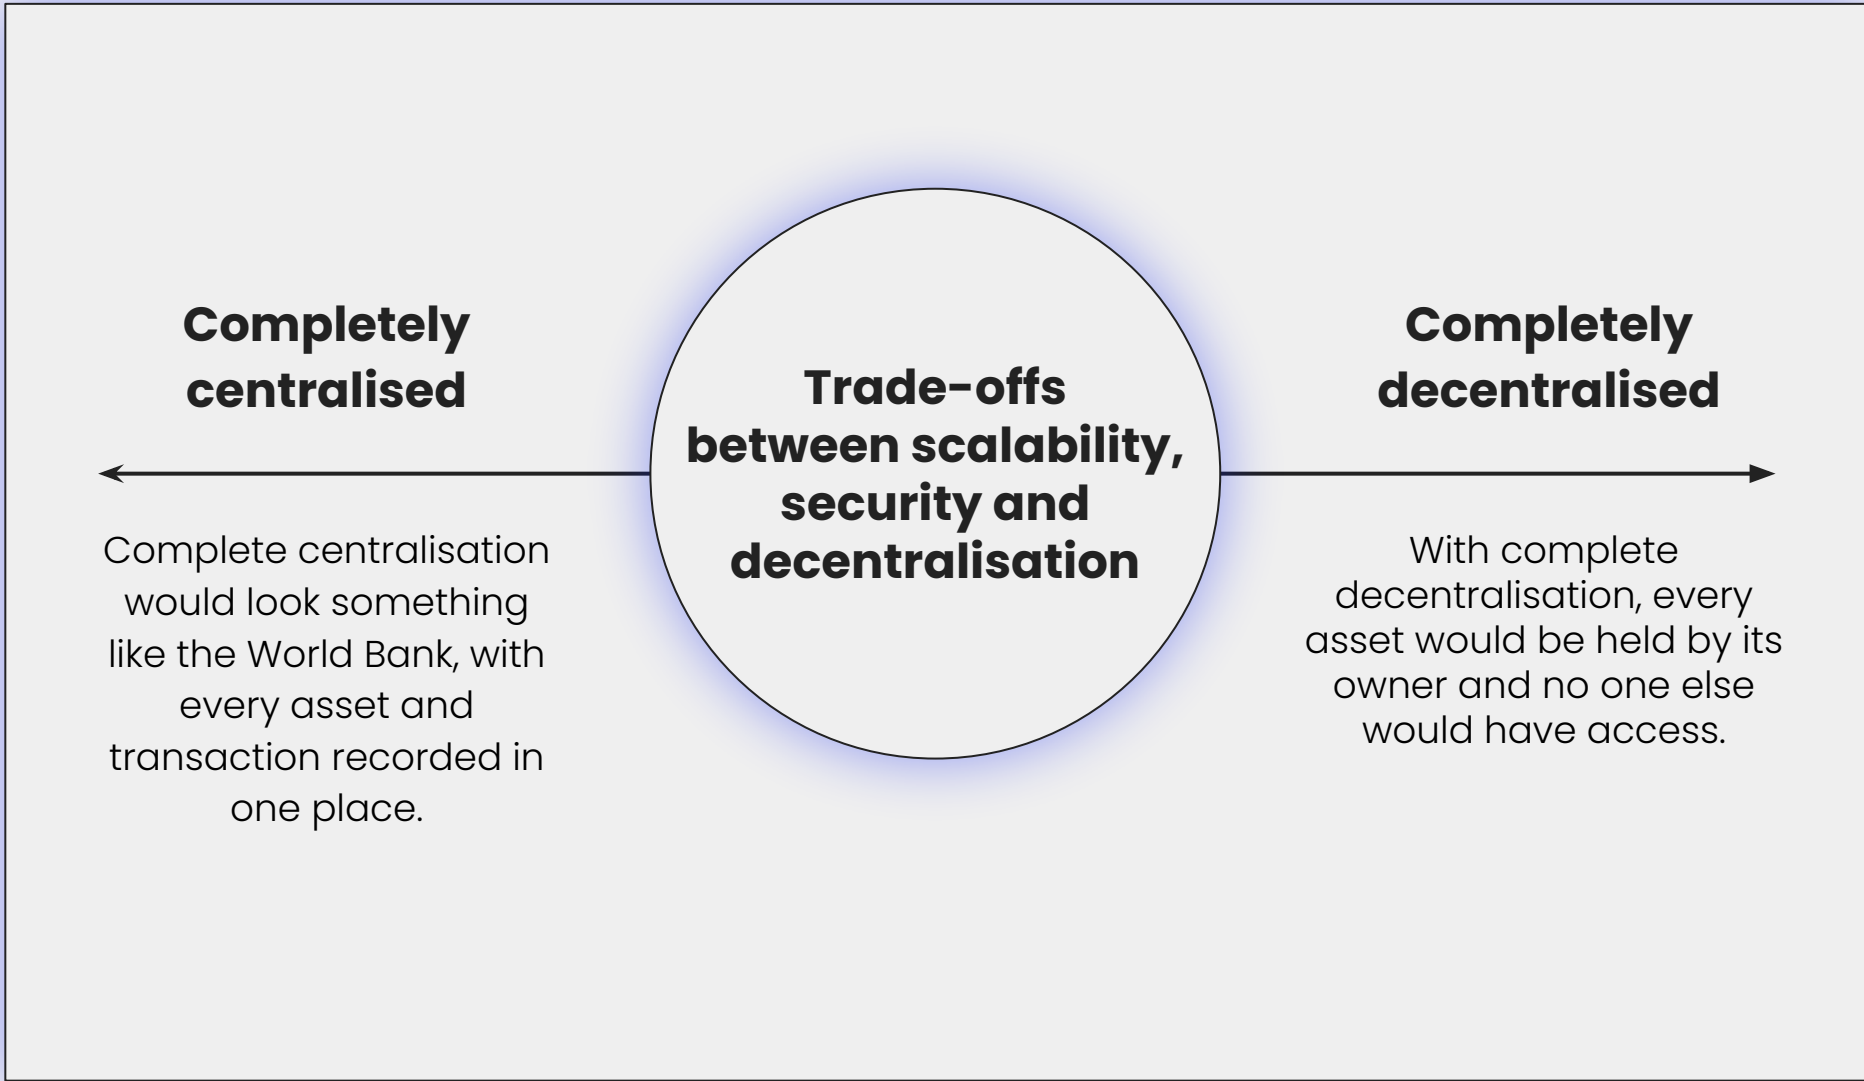 Completely
centralised
Complete centralisation
would look something
like the World Bank, with
every asset and
transaction recorded in
one place.
Trade-offs
between scalability,
security and
decentralisation
Completely
decentralised
With complete
decentralisation, every
asset would be held by its
owner and no one else
would have access.